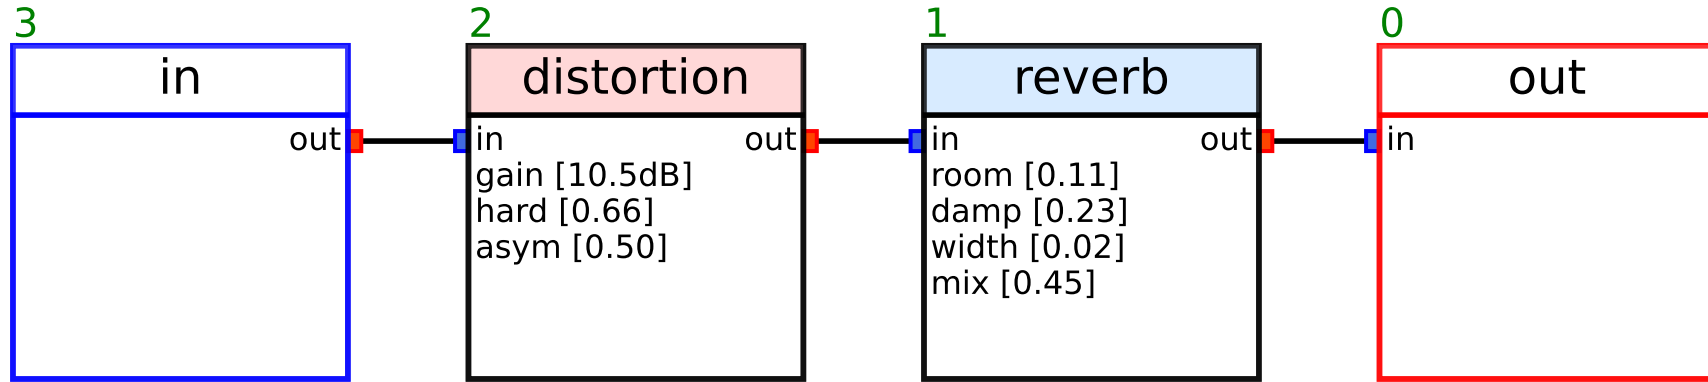 3
in
out
2
distortion
in
out
gain [10.5dB]
hard [0.66]
asym [0.50]
1
reverb
in
out
room [0.11]
damp [0.23]
width [0.02]
mix [0.45]
0
out
in